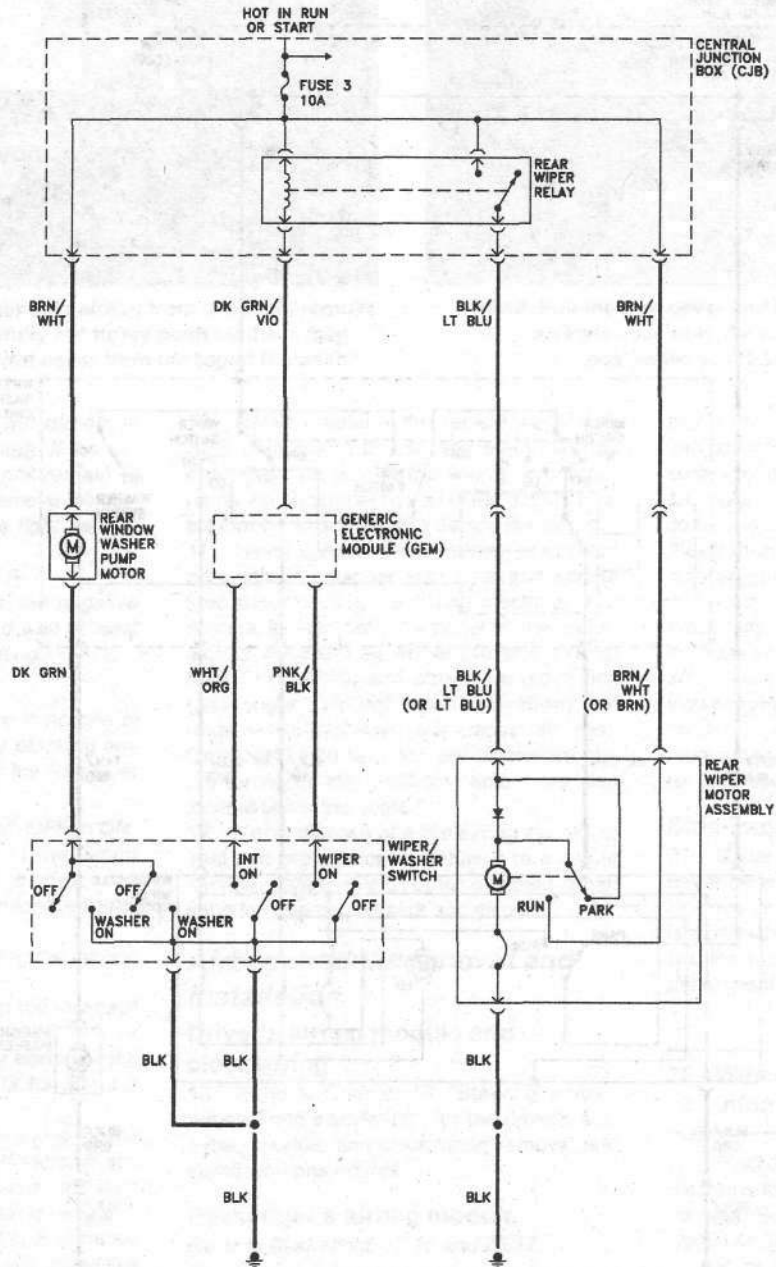 HOT IN RUN
OR START
CENTRAL
JUNCTION
BOX (CJB)
FUSE 3
10A
REAR
WIPER
RELAY
BRN/
WHT
DK GRN/
VIO
BLK/
LT BLU
BRN/
WHT
REAR
WINDOW
WASHER
PUMP
MOTOR
M
GENERIC
ELECTRONIC
MODULE (GEM)
DK GRN
WHT/
ORG
PNK/
BLK
BLK/
LT BLU
(OR LT BLU)
BRN/
WHT
(OR BRN)
REAR
WIPER
MOTOR
ASSEMBLY
WIPER/
WASHER
SWITCH
INT
ON
WIPER
ON
OFF
OFF
OFF
OFF
WASHER
ON
WASHER
ON
M
RUN
PARK
BLK
BLK
BLK
BLK
BLK